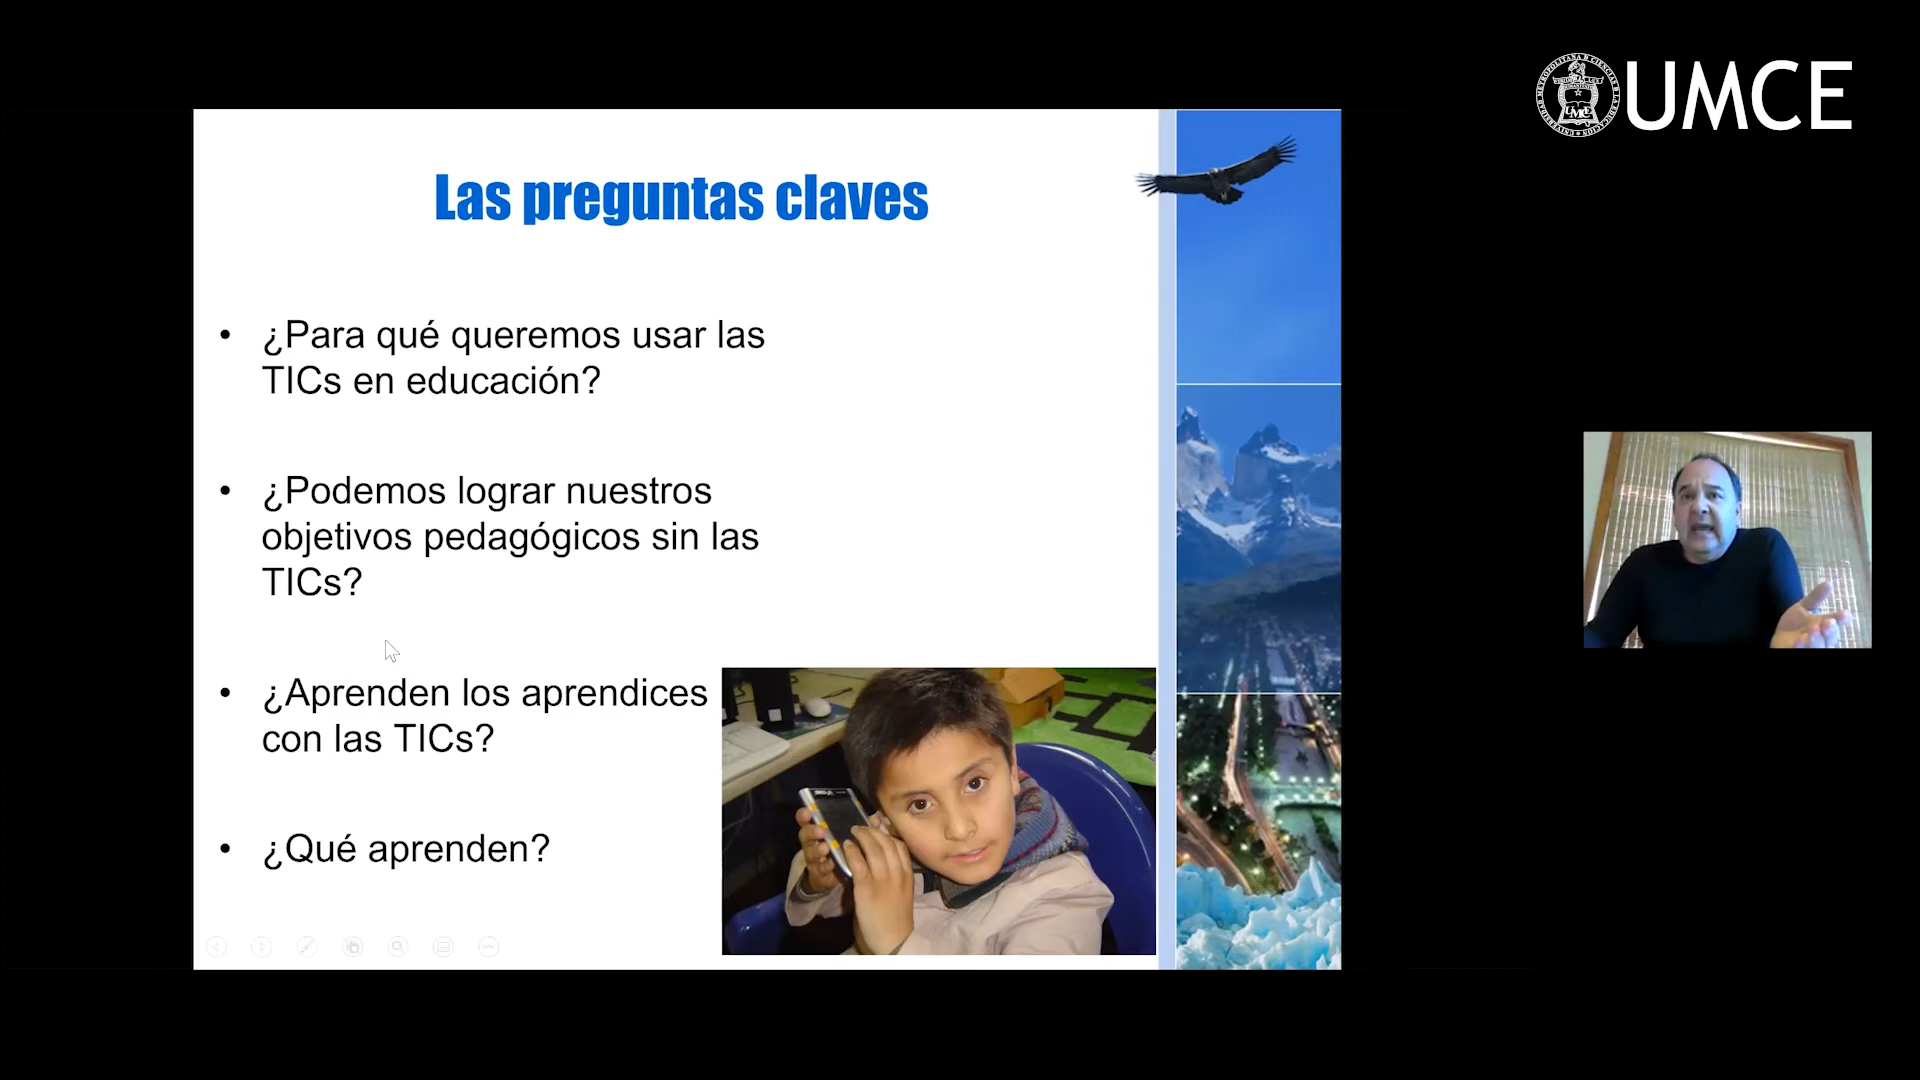 UMCE
Las preguntas claves
• ¿Para qué queremos usar las
TICs en educación?
• ¿Podemos lograr nuestros
objetivos pedagógicos sin las
TICs?
• ¿Aprenden los aprendices
con las TICs?
• ¿Qué aprenden?